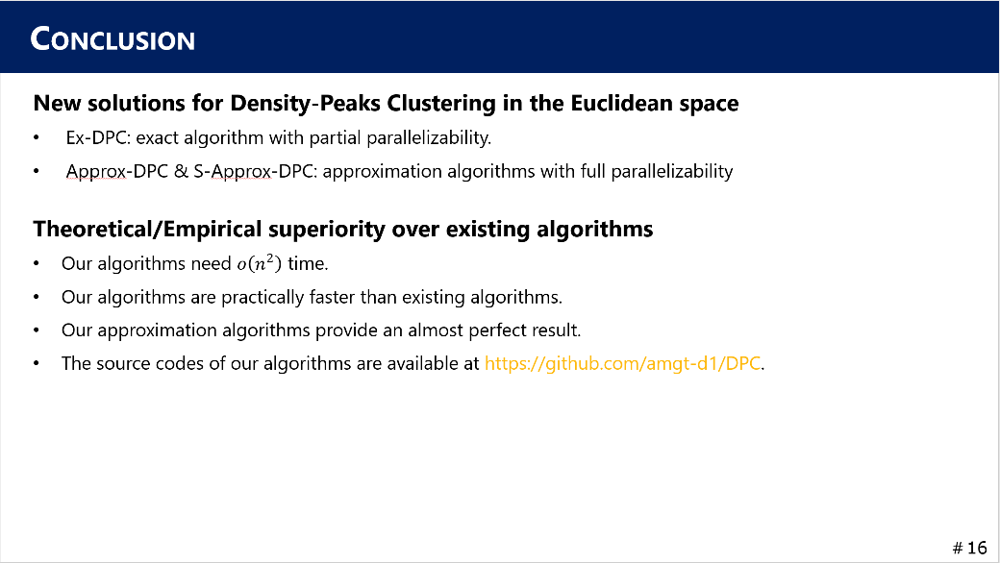 CONCLUSION
New solutions for Density-Peaks Clustering in the Euclidean space
• Ex-DPC: exact algorithm with partial parallelizability.
• Approx-DPC & S-Approx-DPC: approximation algorithms with full parallelizability
Theoretical/Empirical superiority over existing algorithms
• Our algorithms need 𝑜(𝑛²) time.
• Our algorithms are practically faster than existing algorithms.
• Our approximation algorithms provide an almost perfect result.
• The source codes of our algorithms are available at https://github.com/amgt-d1/DPC.
# 16